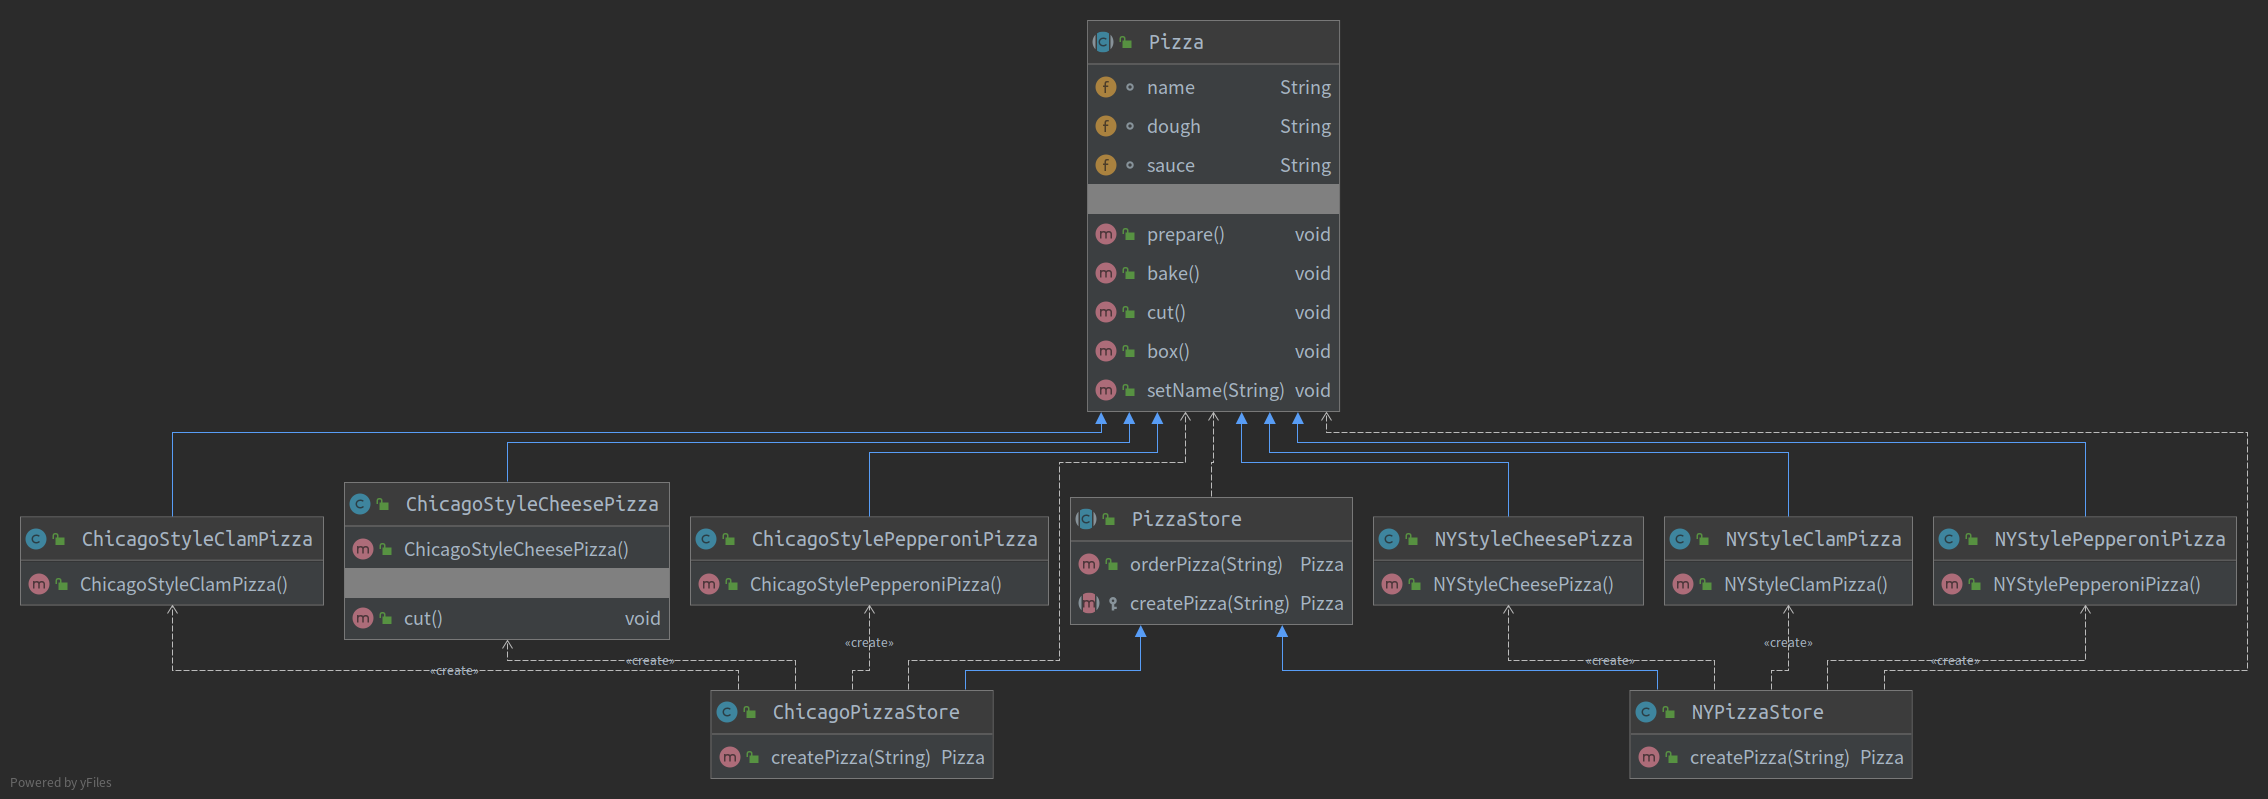 Pizza
name String
dough String
sauce String
prepare() void
bake() void
cut() void
box() void
setName(String) void
ChicagoStyleClamPizza
ChicagoStyleClamPizza()
ChicagoStyleCheesePizza
ChicagoStyleCheesePizza()
cut() void
ChicagoStylePepperoniPizza
ChicagoStylePepperoniPizza()
PizzaStore
orderPizza(String) Pizza
createPizza(String) Pizza
NYStyleCheesePizza
NYStyleCheesePizza()
NYStyleClamPizza
NYStyleClamPizza()
NYStylePepperoniPizza
NYStylePepperoniPizza()
«create»
«create»
«create»
«create»
«create»
«create»
ChicagoPizzaStore
createPizza(String) Pizza
NYPizzaStore
createPizza(String) Pizza
Powered by yFiles